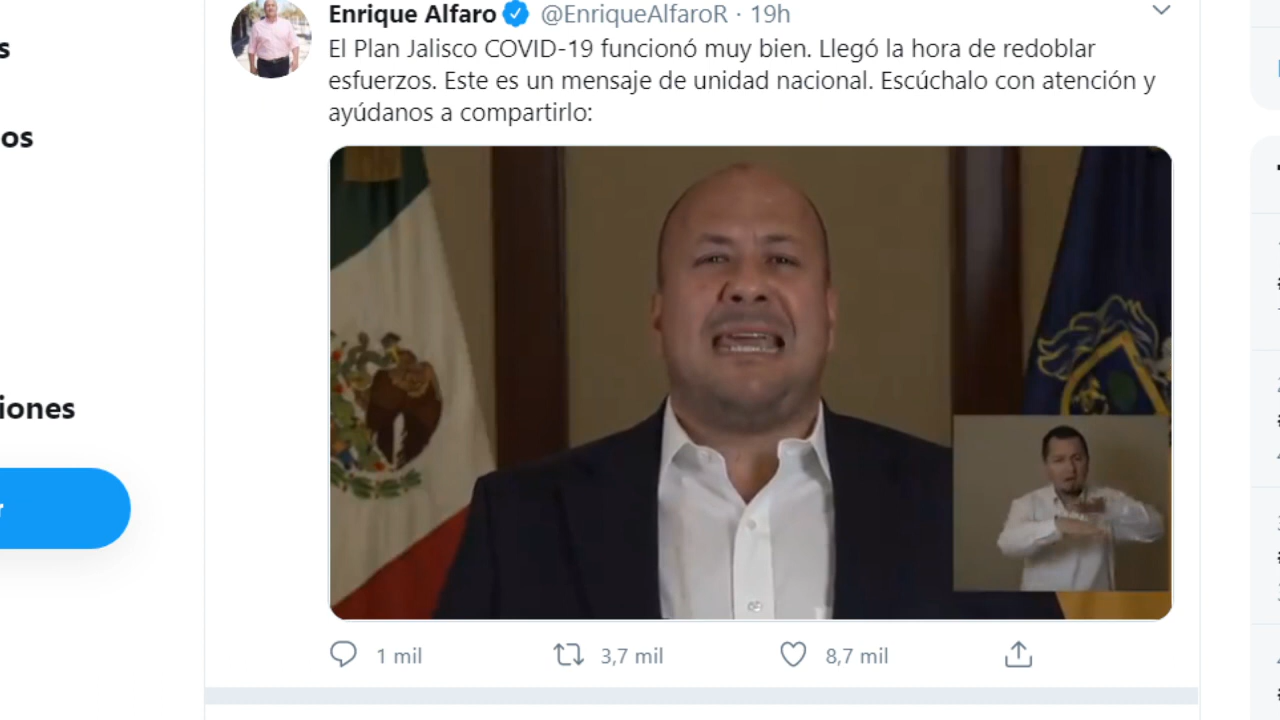 Enrique Alfaro @EnriqueAlfaroR · 19h
El Plan Jalisco COVID-19 funcionó muy bien. Llegó la hora de redoblar
esfuerzos. Este es un mensaje de unidad nacional. Escúchalo con atención y
ayúdanos a compartirlo:
s
os
iones
r
1 mil 3,7 mil 8,7 mil